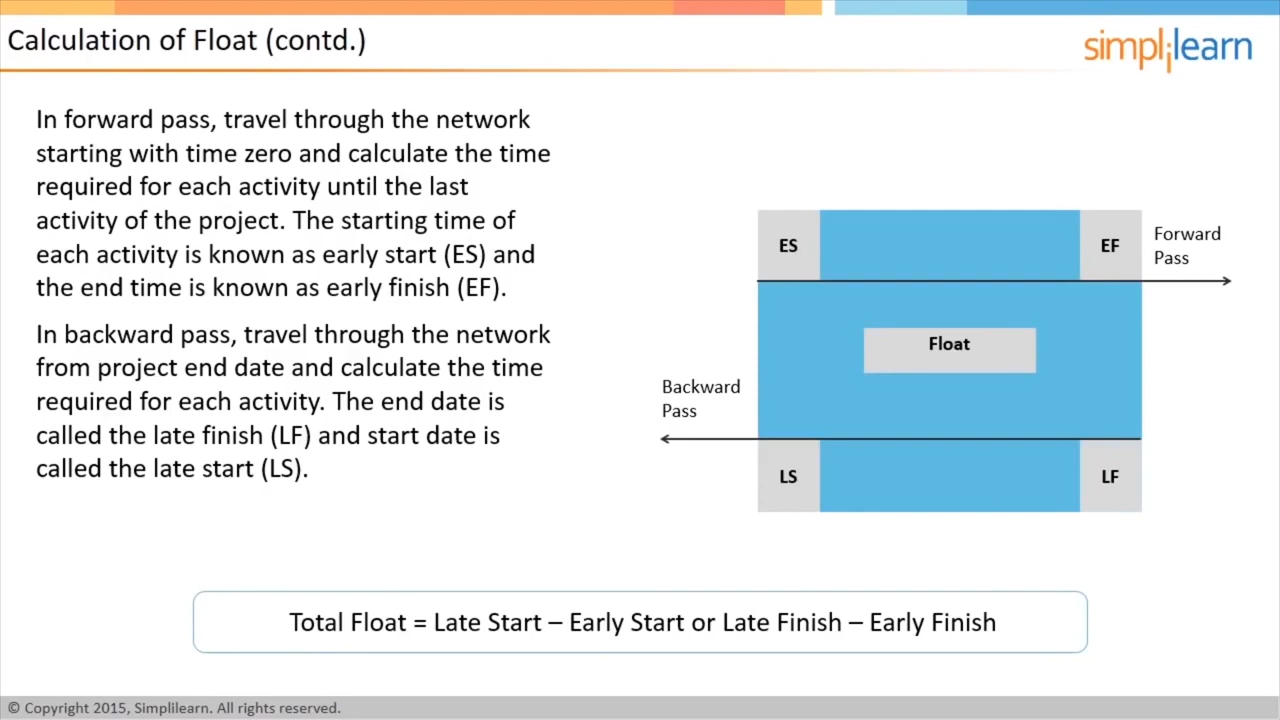 Calculation of Float (contd.)
simplilearn
In forward pass, travel through the network
starting with time zero and calculate the time
required for each activity until the last
activity of the project. The starting time of
each activity is known as early start (ES) and
the end time is known as early finish (EF).
In backward pass, travel through the network
from project end date and calculate the time
required for each activity. The end date is
called the late finish (LF) and start date is
called the late start (LS).
ES
EF
Forward
Pass
Float
Backward
Pass
LS
LF
Total Float = Late Start – Early Start or Late Finish – Early Finish
© Copyright 2015, Simplilearn. All rights reserved.